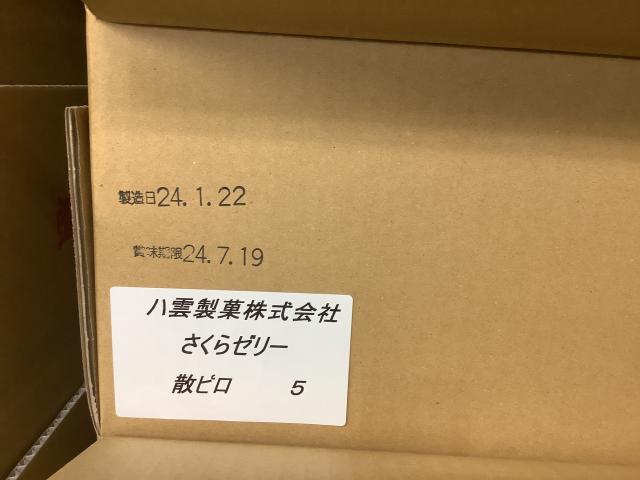 製造日24.1.22
賞味期限24.7.19
八雲製菓株式会社
さくらゼリー
散ピロ 5